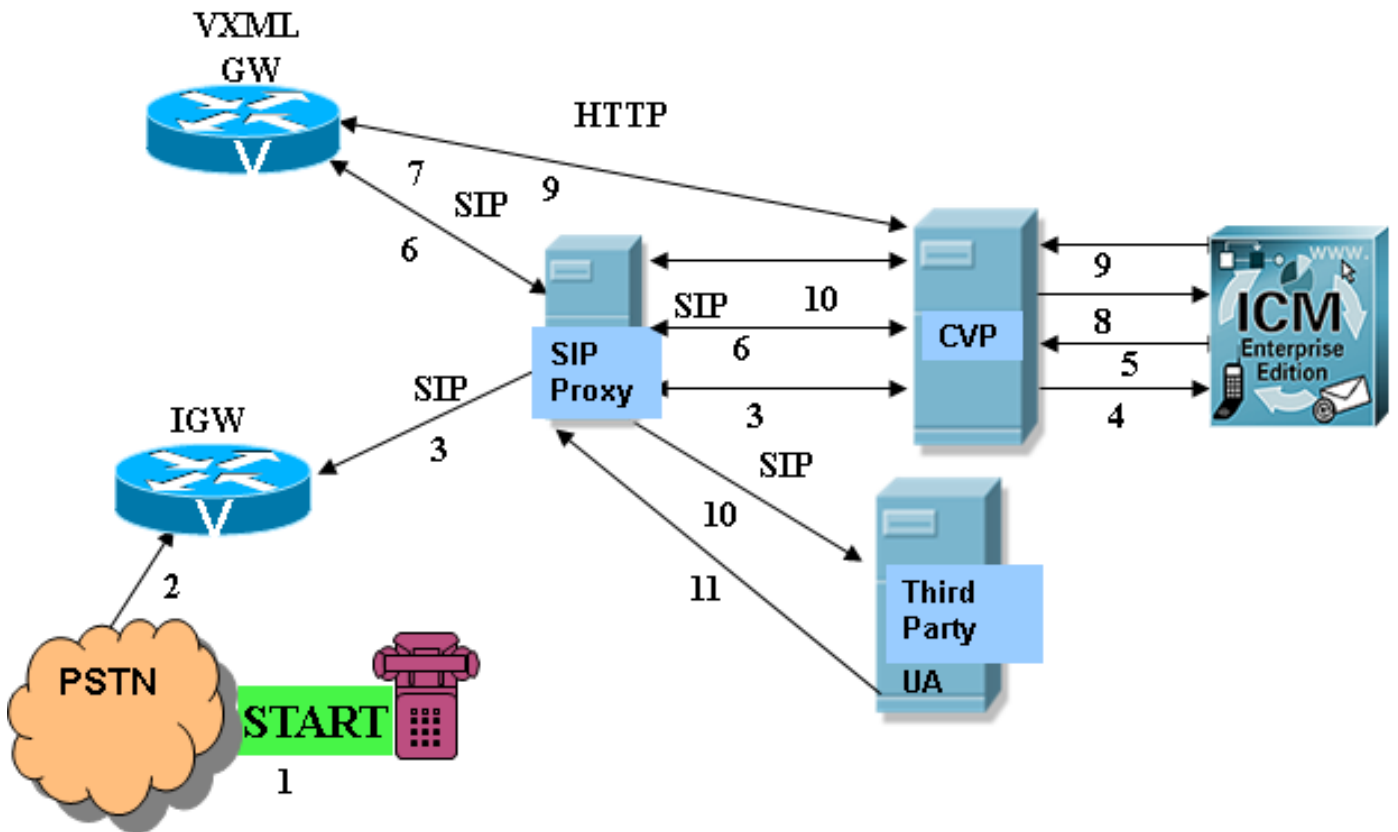 VXML
GW
HTTP
7
9
SIP
6
V
SIP
10
6
3
SIP
Proxy
CVP
9
8
5
4
www.
ICM
Enterprise
Edition
@
SIP
3
IGW
V
SIP
10
11
2
Third
Party
UA
PSTN
START
1